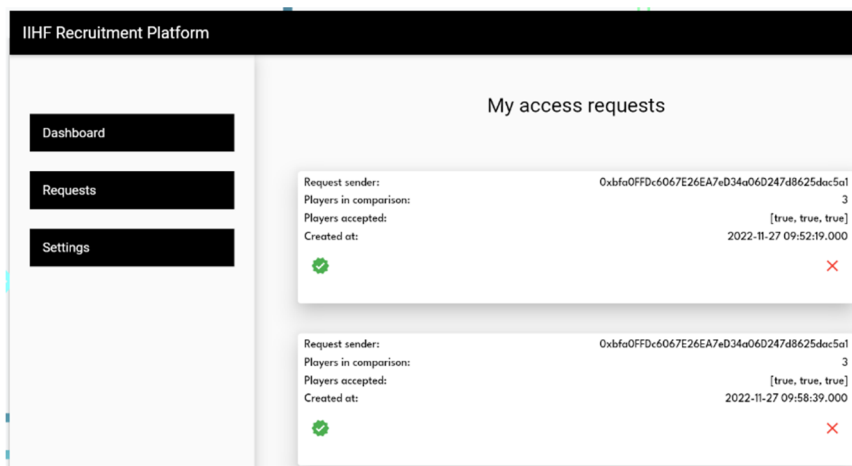 IIHF Recruitment Platform
Dashboard
Requests
Settings
My access requests
Request sender: 0xbfa0FFDc6067E26EA7eD34a06D247d8625dac5a1
Players in comparison: 3
Players accepted: [true, true, true]
Created at: 2022-11-27 09:52:19.000
Request sender: 0xbfa0FFDc6067E26EA7eD34a06D247d8625dac5a1
Players in comparison: 3
Players accepted: [true, true, true]
Created at: 2022-11-27 09:58:39.000